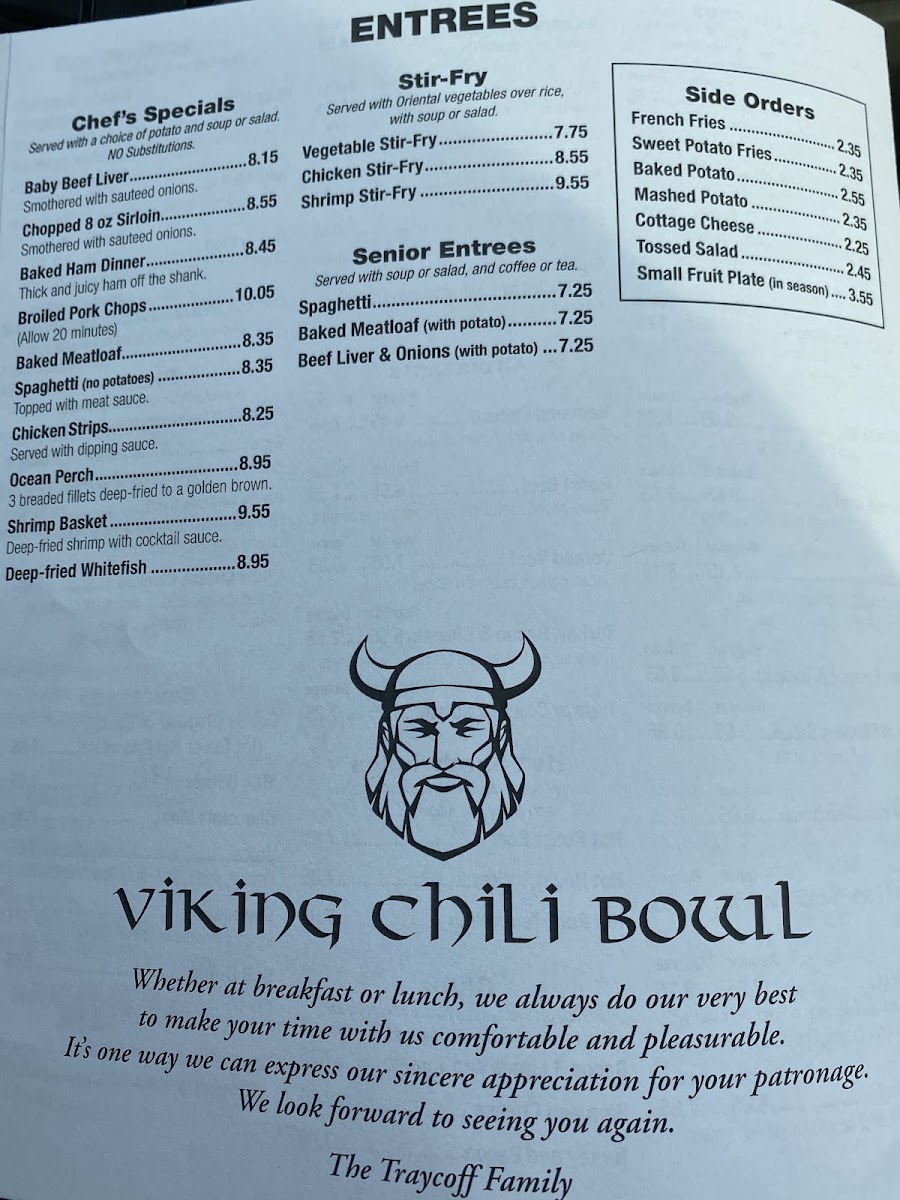 ENTREES
Chef's Specials
Served with a choice of potato and soup or salad.
NO Substitutions.
Baby Beef Liver..............................8.15
Smothered with sauteed onions.
Chopped 8 oz Sirloin.....................8.55
Smothered with sauteed onions.
Baked Ham Dinner........................8.45
Thick and juicy ham off the shank.
Broiled Pork Chops .....................10.05
(Allow 20 minutes)
Baked Meatloaf..............................8.35
Spaghetti (no potatoes) ....................8.35
Topped with meat sauce.
Chicken Strips................................8.25
Served with dipping sauce.
Ocean Perch...................................8.95
3 breaded fillets deep-fried to a golden brown.
Shrimp Basket ...............................9.55
Deep-fried shrimp with cocktail sauce.
Deep-fried Whitefish .....................8.95
Stir-Fry
Served with Oriental vegetables over rice,
with soup or salad.
Vegetable Stir-Fry...........................7.75
Chicken Stir-Fry..............................8.55
Shrimp Stir-Fry ...............................9.55
Senior Entrees
Served with soup or salad, and coffee or tea.
Spaghetti..........................................7.25
Baked Meatloaf (with potato)...........7.25
Beef Liver & Onions (with potato) ...7.25
Side Orders
French Fries ..........................2.35
Sweet Potato Fries................2.35
Baked Potato.........................2.55
Mashed Potato ......................2.35
Cottage Cheese .....................2.25
Tossed Salad .........................2.45
Small Fruit Plate (in season) ....3.55
VIKING CHILI BOWL
Whether at breakfast or lunch, we always do our very best
to make your time with us comfortable and pleasurable.
It's one way we can express our sincere appreciation for your patronage.
We look forward to seeing you again.
The Traycoff Family